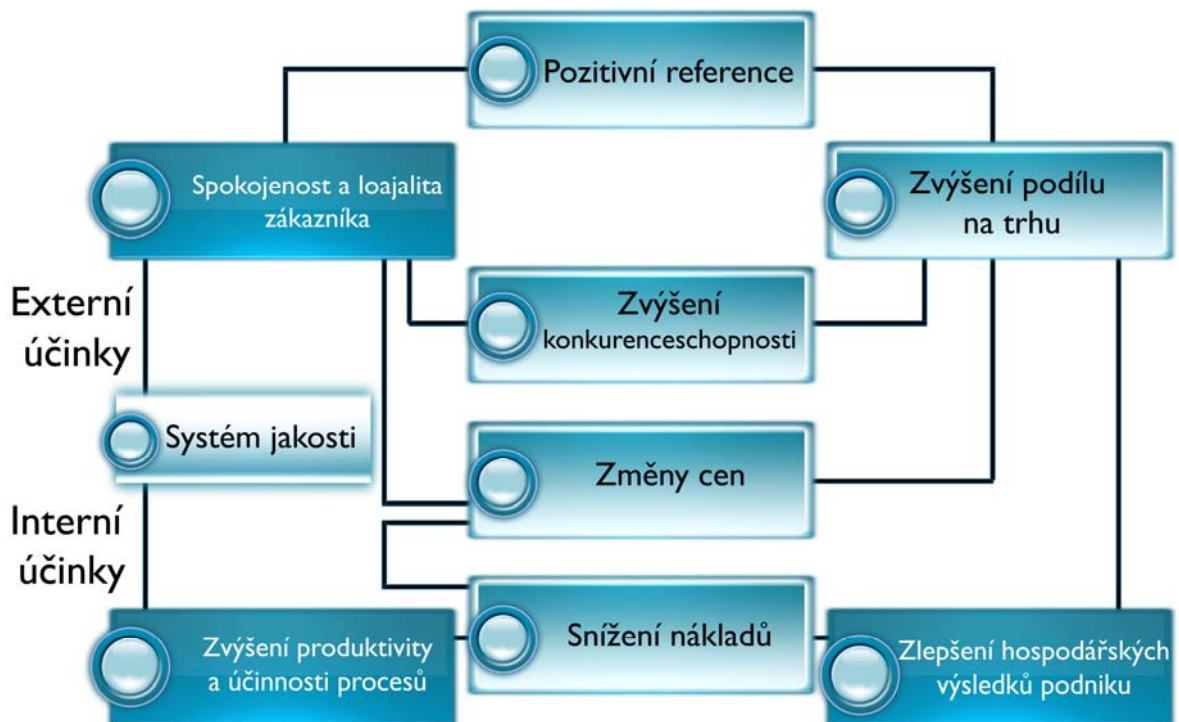 Pozitivní reference
Spokojenost a loajalita
zákazníka
Zvýšení podílu
na trhu
Externí
účinky
Zvýšení
konkurenceschopnosti
Systém jakosti
Změny cen
Interní
účinky
Zvýšení produktivity
a účinnosti procesů
Snížení nákladů
Zlepšení hospodářských
výsledků podniku